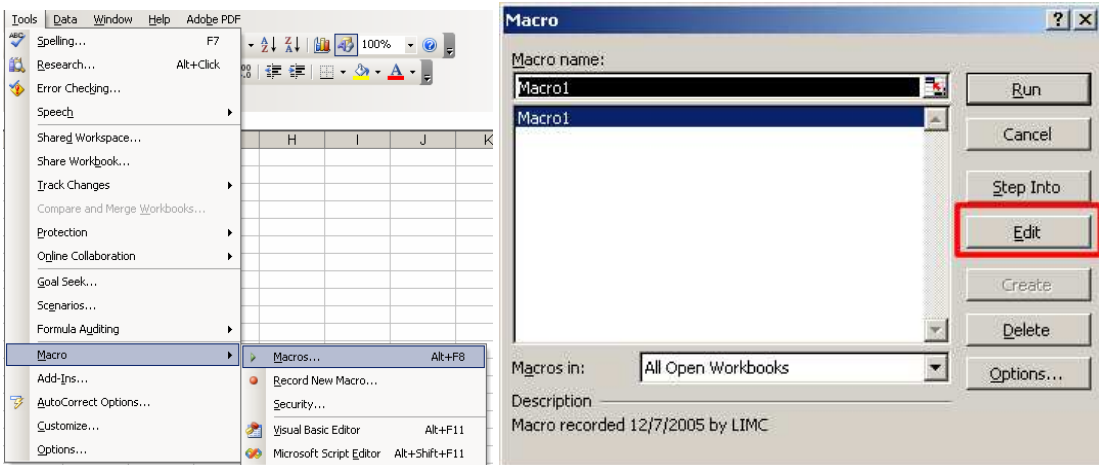 Tools Data Window Help Adobe PDF
Spelling... F7
Research... Alt+Click
Error Checking...
Speech
Shared Workspace...
Share Workbook...
Track Changes
Compare and Merge Workbooks...
Protection
Online Collaboration
Goal Seek...
Scenarios...
Formula Auditing
Macro
Add-Ins...
AutoCorrect Options...
Customize...
Options...
100%
H I J K
Macros... Alt+F8
Record New Macro...
Security...
Visual Basic Editor Alt+F11
Microsoft Script Editor Alt+Shift+F11
Macro
Macro name:
Macro1
Macro1
Run
Cancel
Step Into
Edit
Create
Delete
Options...
Macros in: All Open Workbooks
Description
Macro recorded 12/7/2005 by LIMC